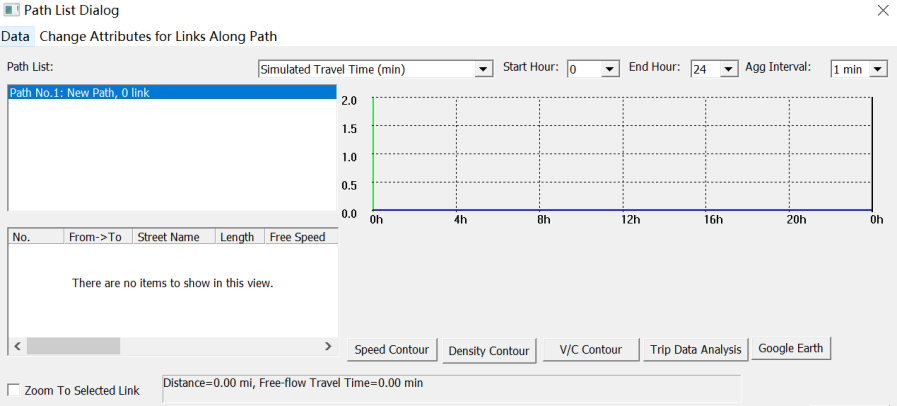 Path List Dialog
Data Change Attributes for Links Along Path
Path List: Simulated Travel Time (min) Start Hour: 0 End Hour: 24 Agg Interval: 1 min
Path No.1: New Path, 0 link
2.0
1.5
1.0
0.5
0.0
0h 4h 8h 12h 16h 20h 0h
No. From->To Street Name Length Free Speed
There are no items to show in this view.
Speed Contour Density Contour V/C Contour Trip Data Analysis Google Earth
Zoom To Selected Link Distance=0.00 mi, Free-flow Travel Time=0.00 min